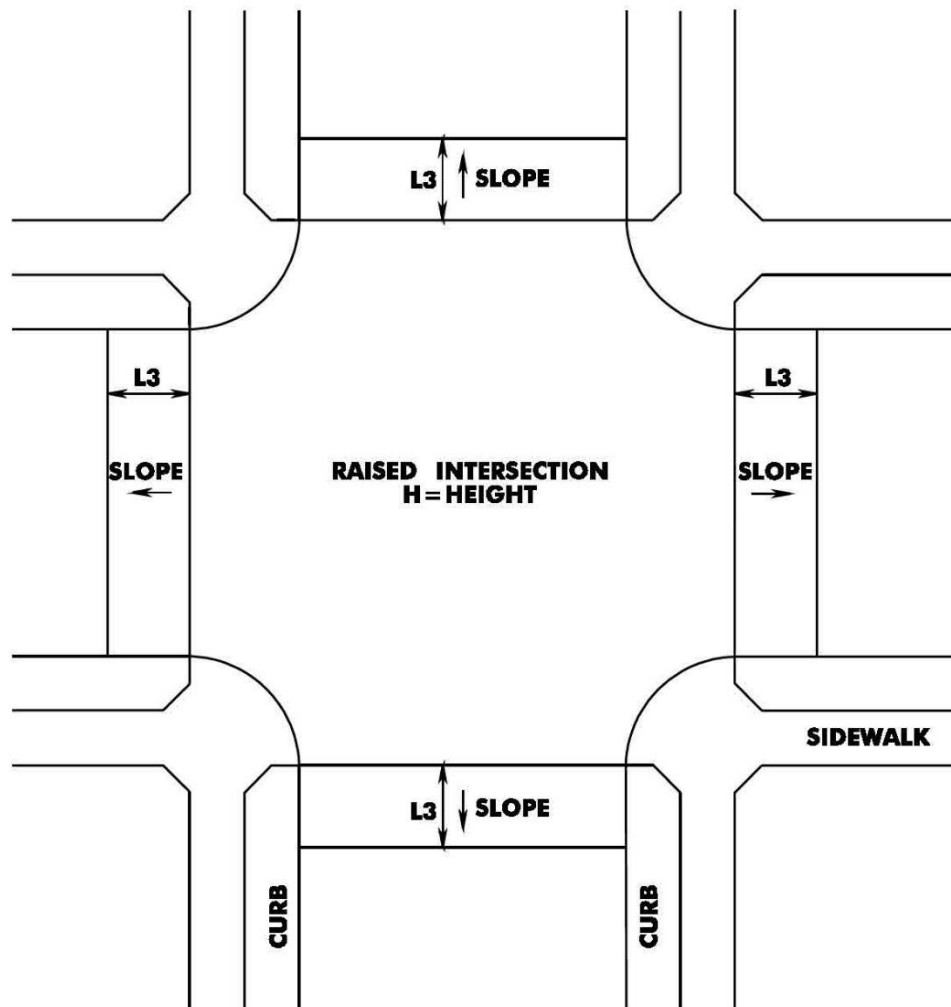 L3 SLOPE
L3
L3
SLOPE
RAISED INTERSECTION
H=HEIGHT
SLOPE
SIDEWALK
L3 SLOPE
CURB
CURB